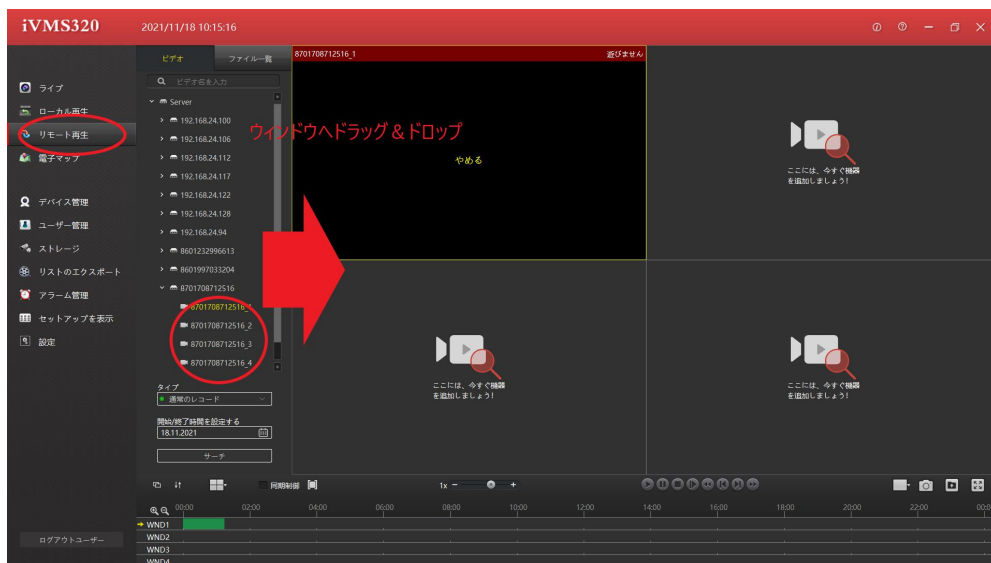 iVMS320
2021/11/18 10:15:16
ビデオ
ファイル一覧
8701708712516_1
遊びません
ビデオ名を入力
ライブ
ローカル再生
リモート再生
電子マップ
デバイス管理
ユーザー管理
ストレージ
リストのエクスポート
アラーム管理
セットアップを表示
設定
ログアウトユーザー
Server
192.168.24.100
192.168.24.106
192.168.24.112
192.168.24.117
192.168.24.122
192.168.24.128
192.168.24.94
8601232996613
8601997033204
8701708712516
8701708712516_1
8701708712516_2
8701708712516_3
8701708712516_4
ウィンドウへドラッグ & ドロップ
やめる
ここには、今すぐ機器
を追加しましょう!
ここには、今すぐ機器
を追加しましょう!
ここには、今すぐ機器
を追加しましょう!
タイプ
通常のレコード
開始/終了時間を設定する
18.11.2021
サーチ
同期制御
1x
00:00 02:00 04:00 06:00 08:00 10:00 12:00 14:00 16:00 18:00 20:00 22:00 00:0
WND1
WND2
WND3
WND4